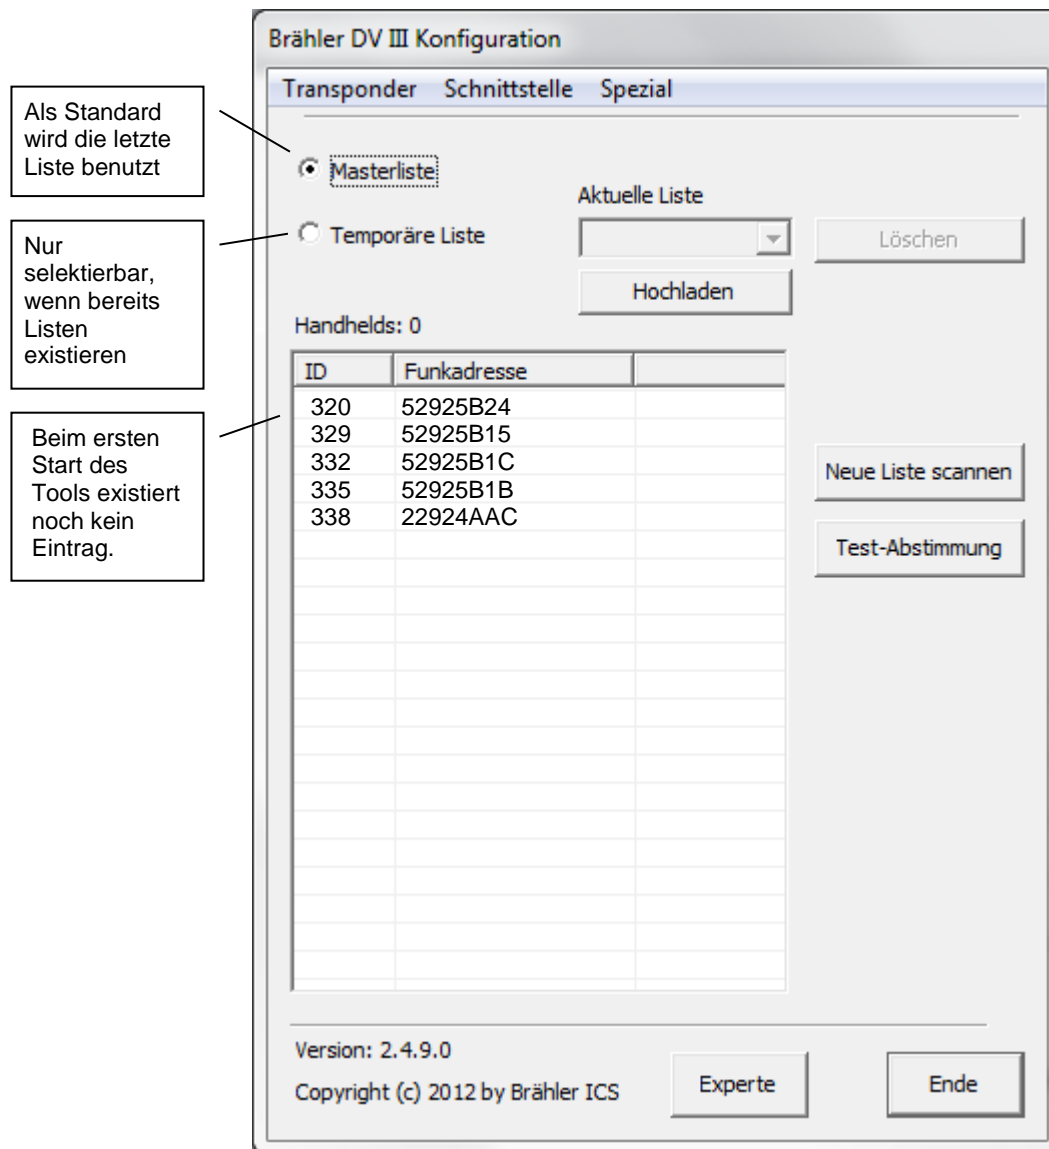 Brähler DV III Konfiguration
Transponder Schnittstelle Spezial
Als Standard
wird die letzte
Liste benutzt
Masterliste
Aktuelle Liste
Nur
selektierbar,
wenn bereits
Listen
existieren
Temporäre Liste
Löschen
Hochladen
Handhelds: 0
ID Funkadresse
320 52925B24
329 52925B15
332 52925B1C
335 52925B1B
338 22924AAC
Beim ersten
Start des
Tools existiert
noch kein
Eintrag.
Neue Liste scannen
Test-Abstimmung
Version: 2.4.9.0
Copyright (c) 2012 by Brähler ICS
Experte
Ende